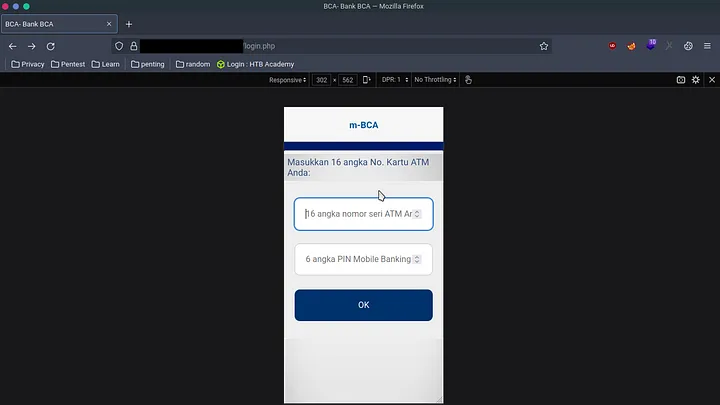 BCA- Bank BCA — Mozilla Firefox
BCA- Bank BCA
/login.php
10
Privacy Pentest Learn penting random Login : HTB Academy
Responsive 302 × 562 DPR: 1 No Throttling
m-BCA
Masukkan 16 angka No. Kartu ATM
Anda:
16 angka nomor seri ATM An
6 angka PIN Mobile Banking
OK